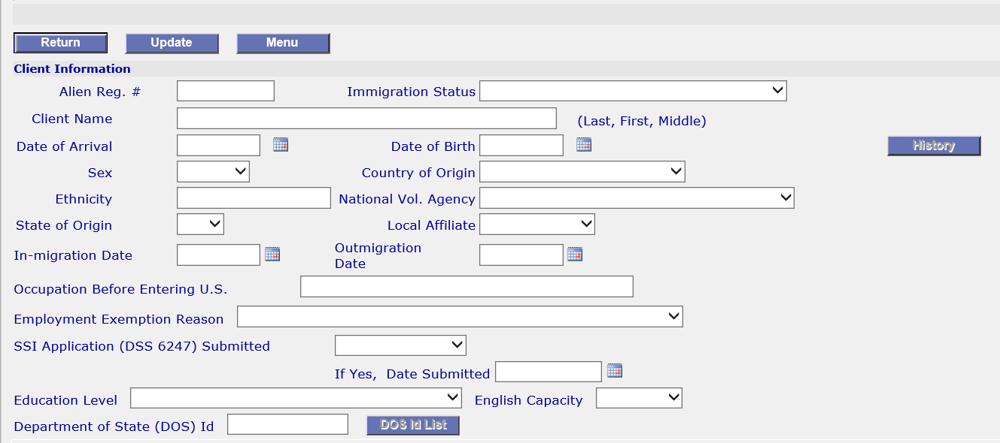 Return Update Menu
Client Information
Alien Reg. # Immigration Status
Client Name (Last, First, Middle)
Date of Arrival Date of Birth History
Sex Country of Origin
Ethnicity National Vol. Agency
State of Origin Local Affiliate
In-migration Date Outmigration
Date
Occupation Before Entering U.S.
Employment Exemption Reason
SSI Application (DSS 6247) Submitted
If Yes, Date Submitted
Education Level English Capacity
Department of State (DOS) Id DOS Id List